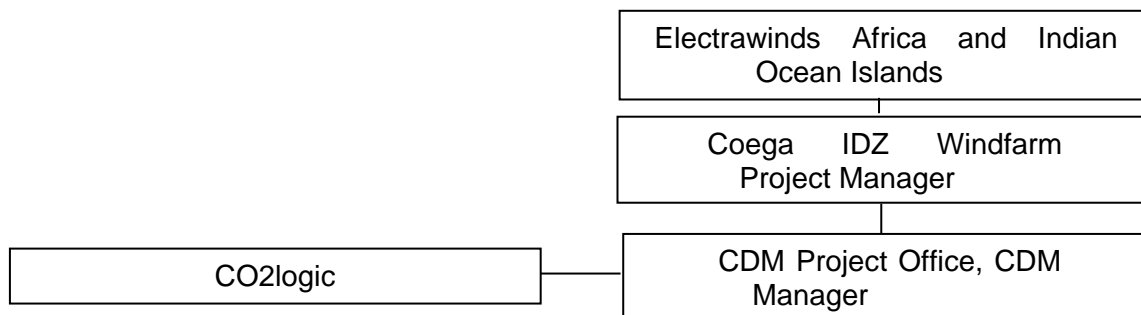 Electrawinds Africa and Indian
Ocean Islands
Coega IDZ Windfarm
Project Manager
CO2logic
CDM Project Office, CDM
Manager